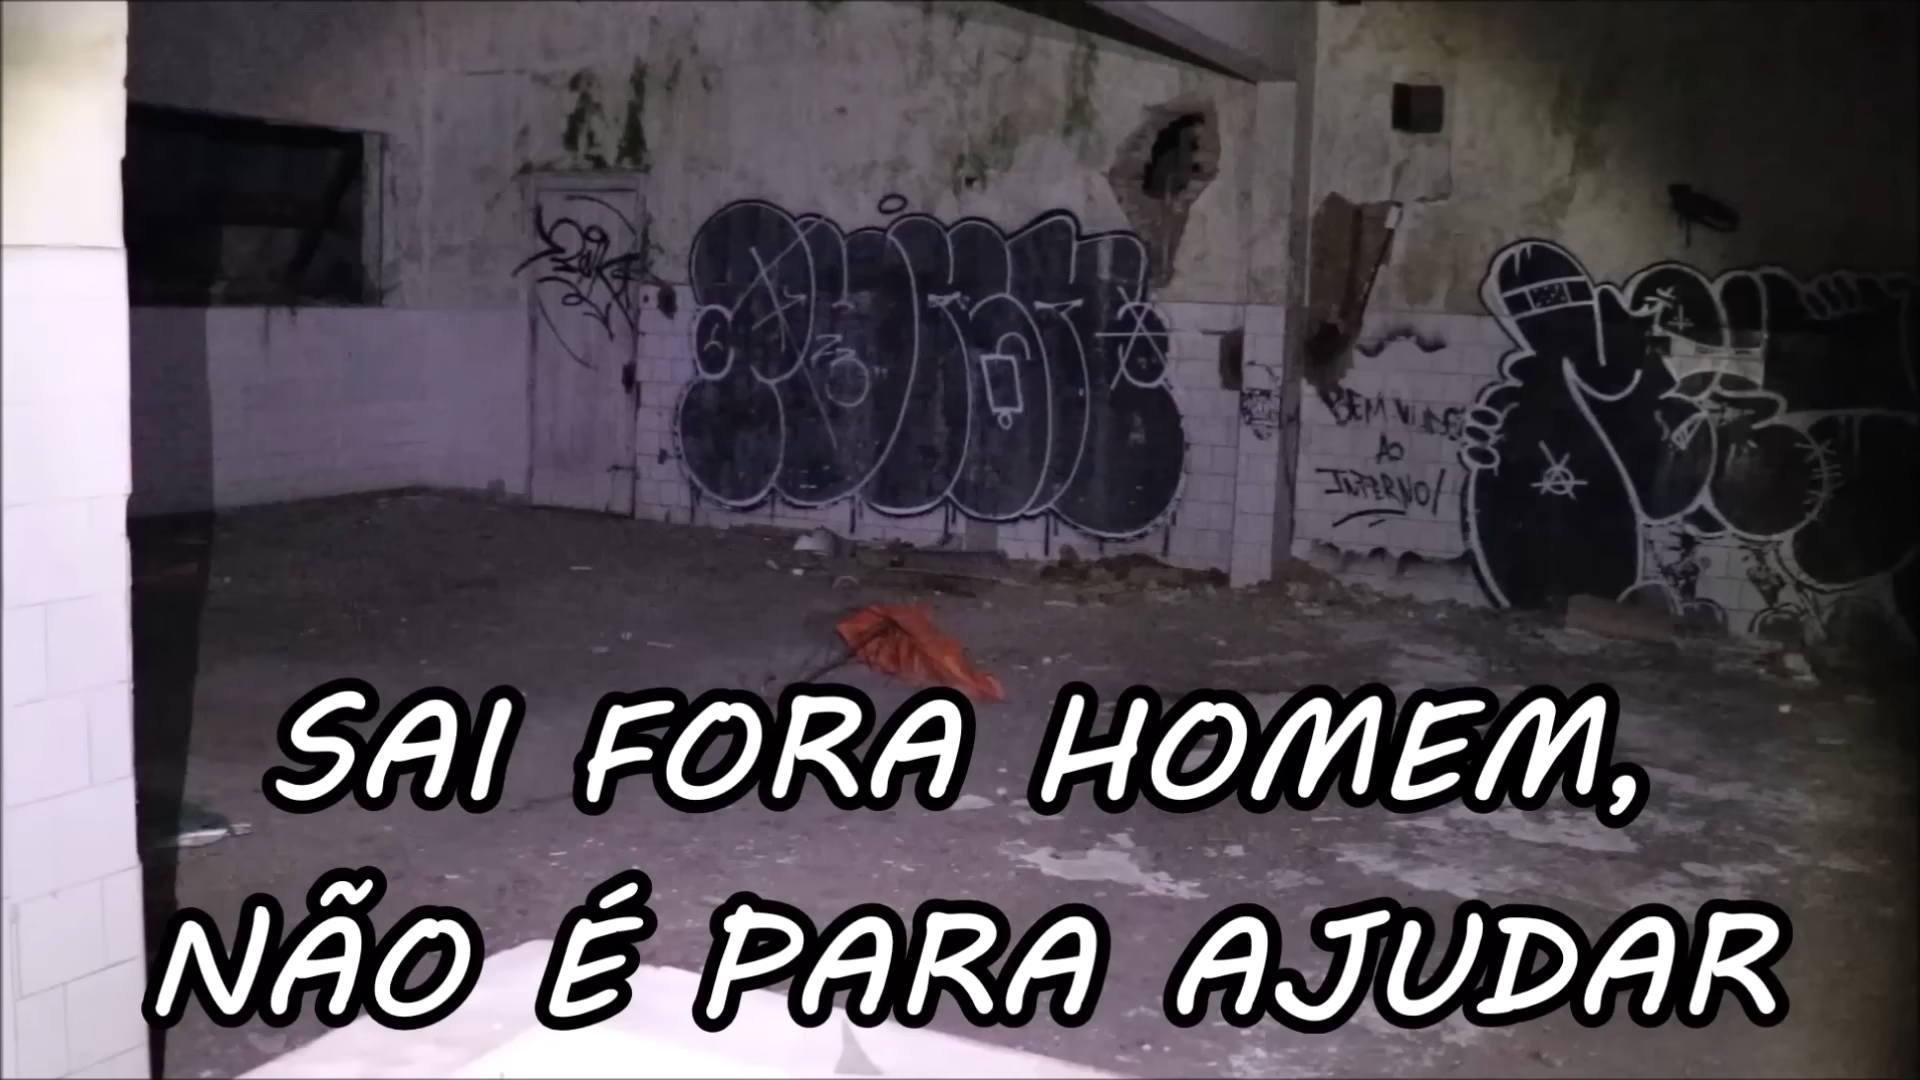 BEM VINDO
AO
INFERNO!
SAI FORA HOMEM,
NÃO É PARA AJUDAR